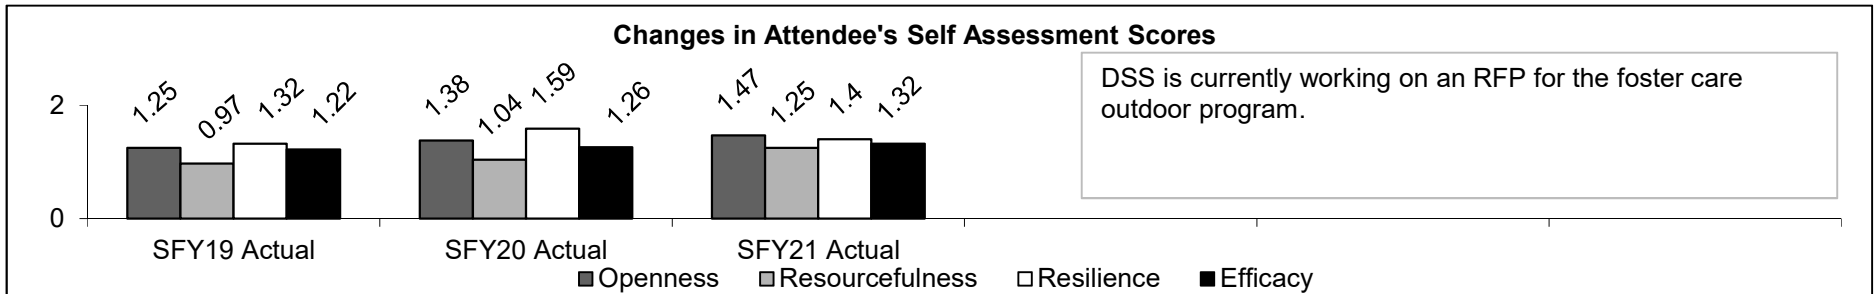 Changes in Attendee's Self Assessment Scores
DSS is currently working on an RFP for the foster care
outdoor program.
2
0
1.25
0.97
1.32
1.22
1.38
1.04
1.59
1.26
1.47
1.25
1.4
1.32
SFY19 Actual
SFY20 Actual
SFY21 Actual
Openness
Resourcefulness
Resilience
Efficacy